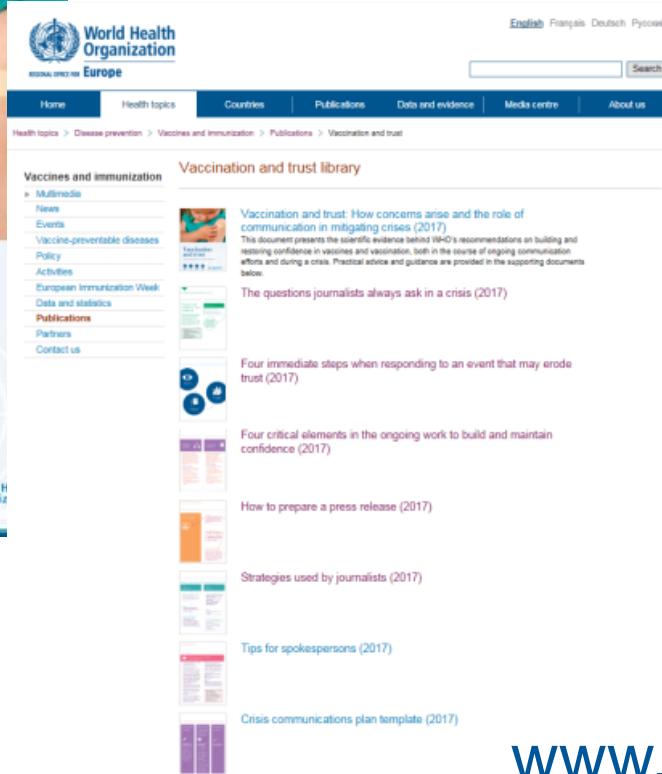 World Health
Organization
REGIONAL OFFICE FOR Europe
English Français Deutsch
Search
Home Health topics Countries Publications Data and evidence Media centre About us
Health topics > Disease prevention > Vaccines and immunization > Publications > Vaccination and trust
Vaccines and immunization
Multimedia
News
Events
Vaccine-preventable diseases
Policy
Activities
European Immunization Week
Data and statistics
Publications
Partners
Contact us
Vaccination and trust library
Vaccination and trust: How concerns arise and the role of
communication in mitigating crises (2017)
This document presents the scientific evidence behind WHO's recommendations on building and
restoring confidence in vaccines and vaccination, both in the course of ongoing communication
efforts and during a crisis. Practical advice and guidance are provided in the supporting documents
below.
The questions journalists always ask in a crisis (2017)
Four immediate steps when responding to an event that may erode
trust (2017)
Four critical elements in the ongoing work to build and maintain
confidence (2017)
How to prepare a press release (2017)
Strategies used by journalists (2017)
Tips for spokespersons (2017)
Crisis communications plan template (2017)
www.